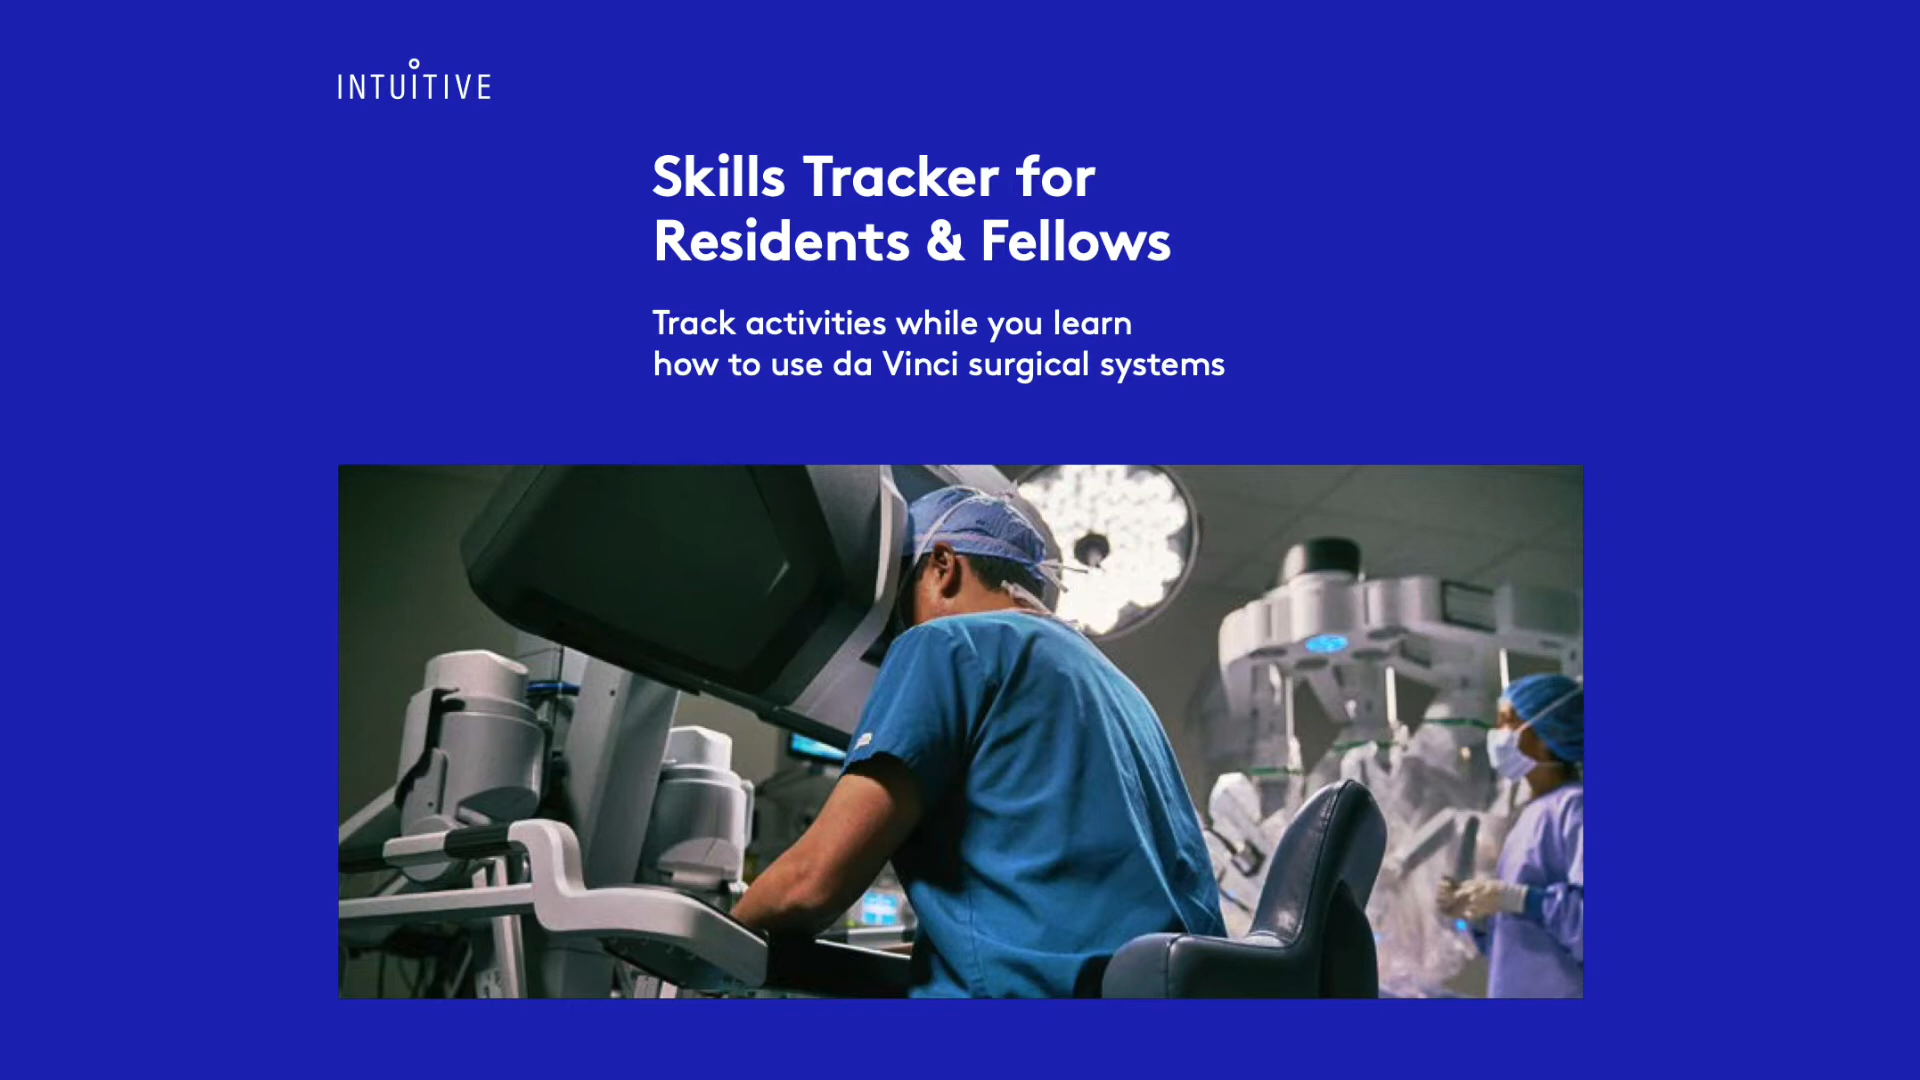 INTUITIVE
Skills Tracker for
Residents & Fellows
Track activities while you learn
how to use da Vinci surgical systems